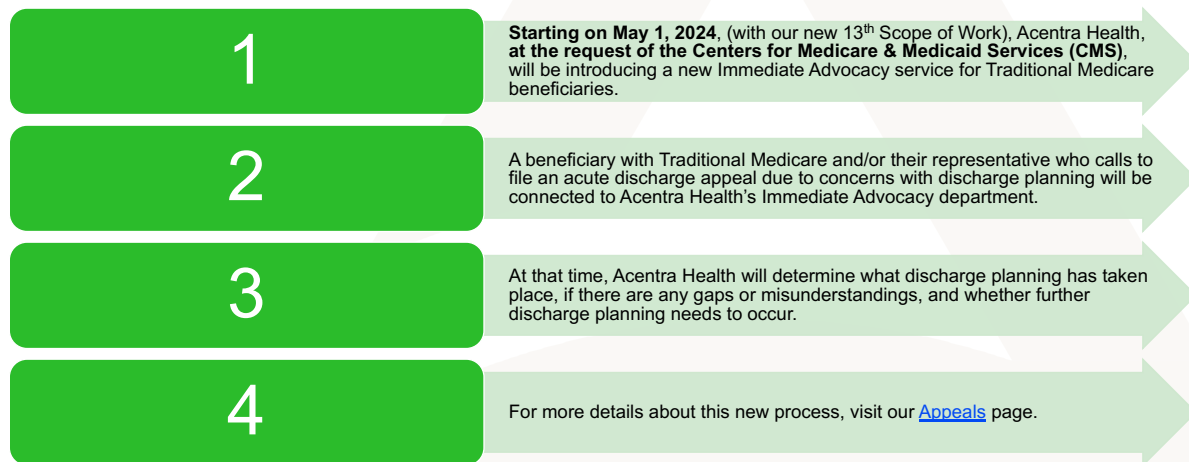 1
Starting on May 1, 2024, (with our new 13th Scope of Work), Acentra Health,
at the request of the Centers for Medicare & Medicaid Services (CMS),
will be introducing a new Immediate Advocacy service for Traditional Medicare
beneficiaries.
2
A beneficiary with Traditional Medicare and/or their representative who calls to
file an acute discharge appeal due to concerns with discharge planning will be
connected to Acentra Health’s Immediate Advocacy department.
3
At that time, Acentra Health will determine what discharge planning has taken
place, if there are any gaps or misunderstandings, and whether further
discharge planning needs to occur.
4
For more details about this new process, visit our Appeals page.